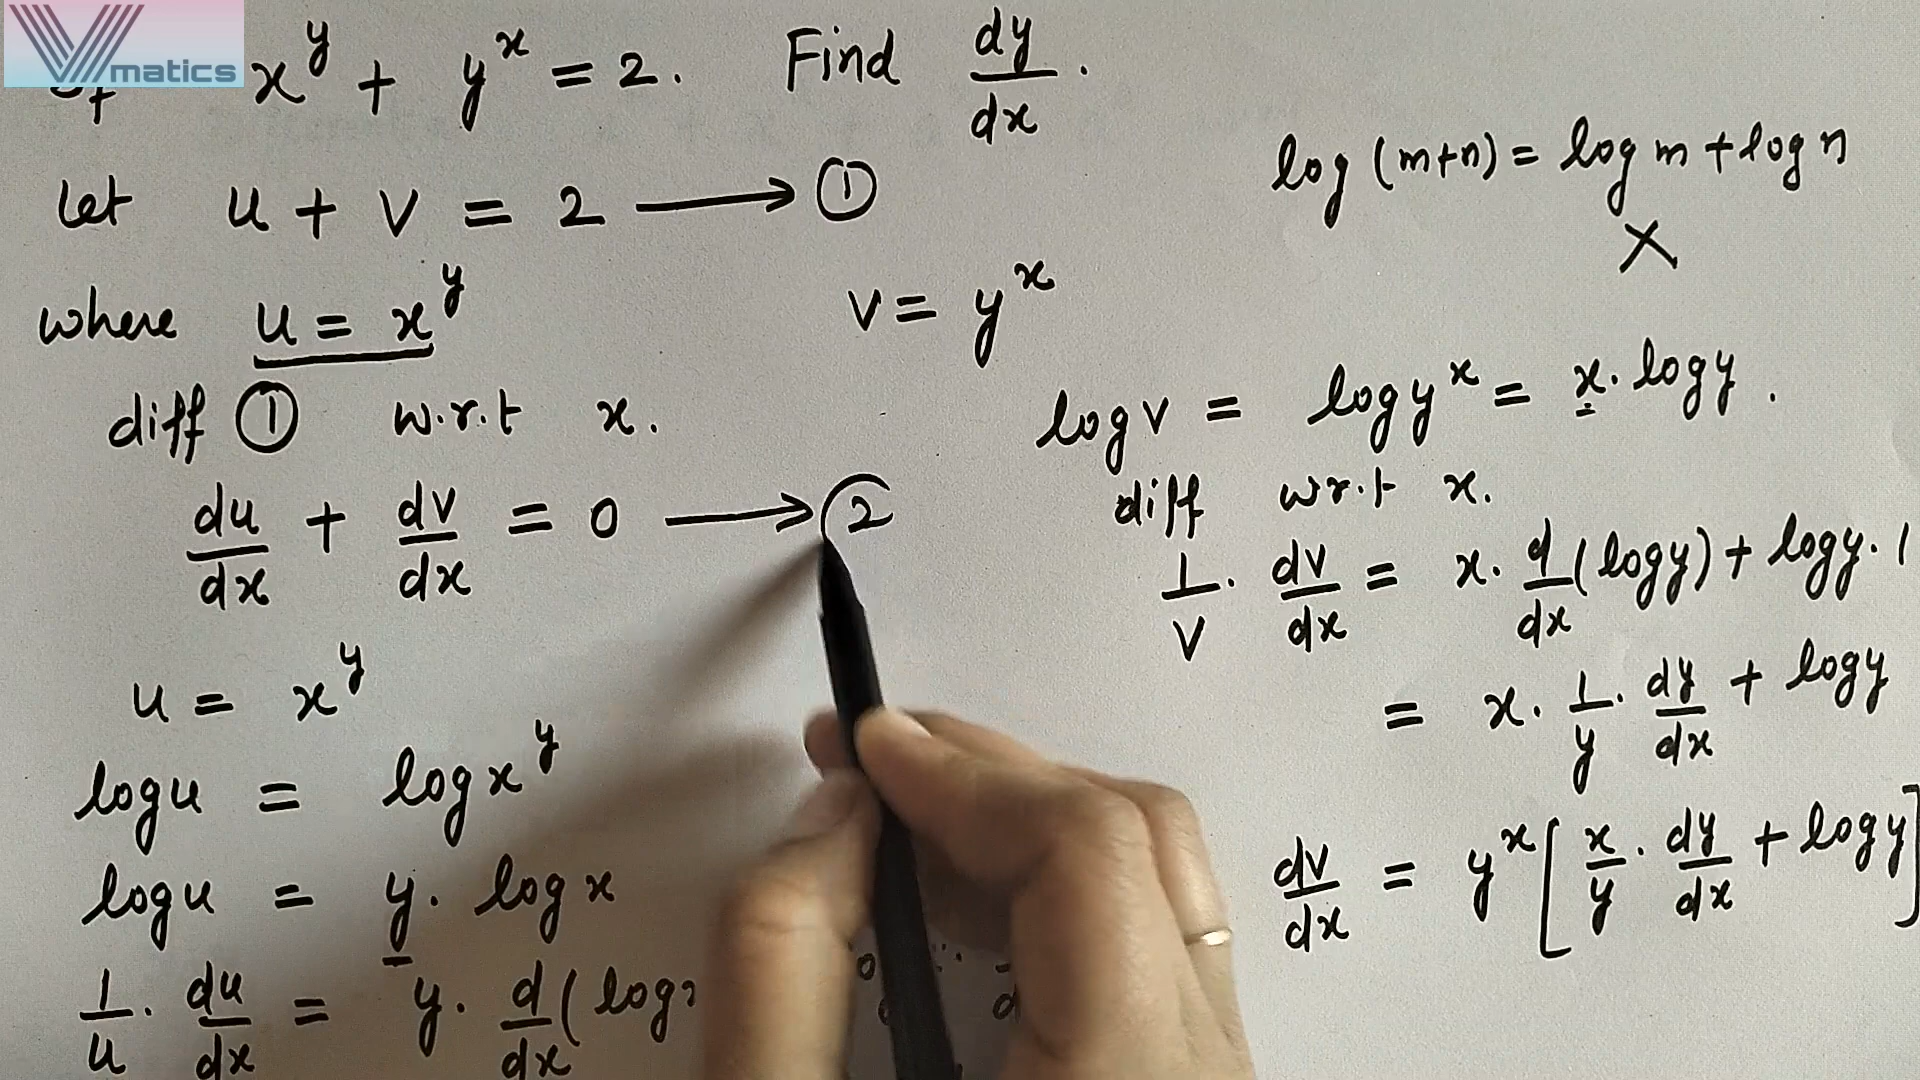 Vmatics
If x^y + y^x = 2. Find dy/dx.
Let u + v = 2 ⟶ ①
where u = x^y v = y^x
diff ① w.r.t x.
du/dx + dv/dx = 0 ⟶ 2
u = x^y
log u = log x^y
log u = y. log x
1/u . du/dx = y. d/dx ( log
log (m+n) = log m + log n
X
log v = log y^x = x. log y.
diff w.r.t x.
1/v . dv/dx = x. d/dx (log y) + log y. 1
= x. 1/y . dy/dx + log y
dv/dx = y^x [ x/y . dy/dx + log y ]